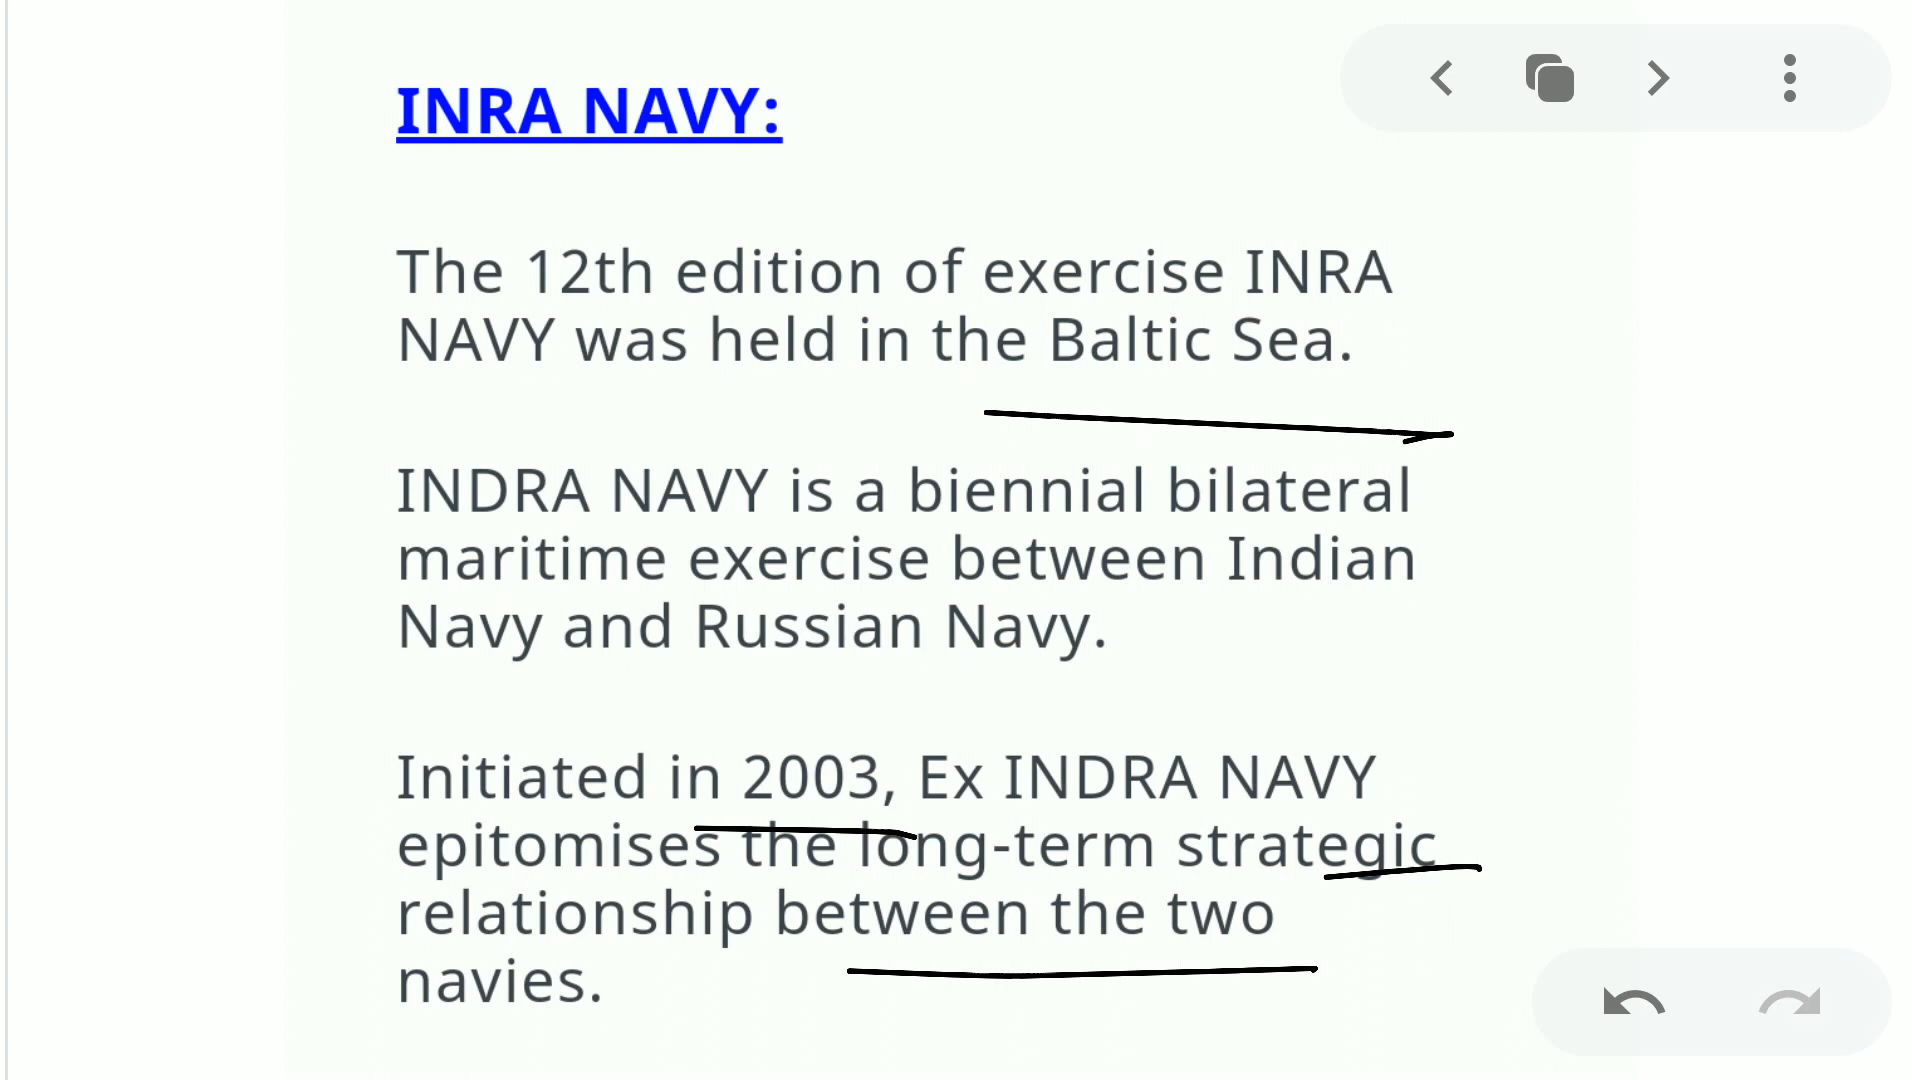 INRA NAVY:
The 12th edition of exercise INRA
NAVY was held in the Baltic Sea.
INDRA NAVY is a biennial bilateral
maritime exercise between Indian
Navy and Russian Navy.
Initiated in 2003, Ex INDRA NAVY
epitomises the long-term strategic
relationship between the two
navies.